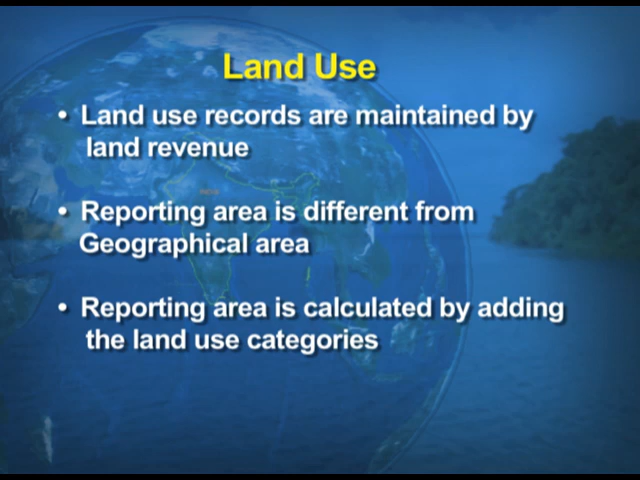 Land Use
• Land use records are maintained by
land revenue
• Reporting area is different from
Geographical area
• Reporting area is calculated by adding
the land use categories